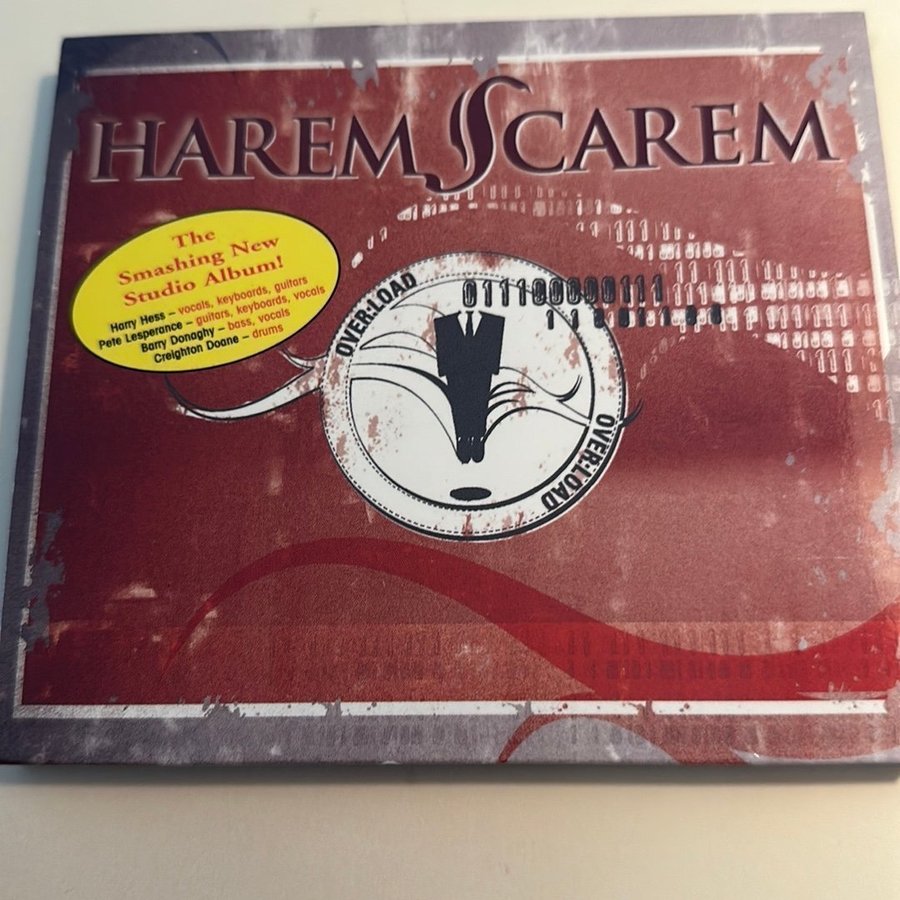 HAREM SCAREM
The
Smashing New
Studio Album!
Harry Hess – vocals, keyboards, guitars
Pete Lesperance – guitars, keyboards, vocals
Barry Donaghy – bass, vocals
Creighton Doane – drums
OVER:LOAD
011100000111
OVER:LOAD